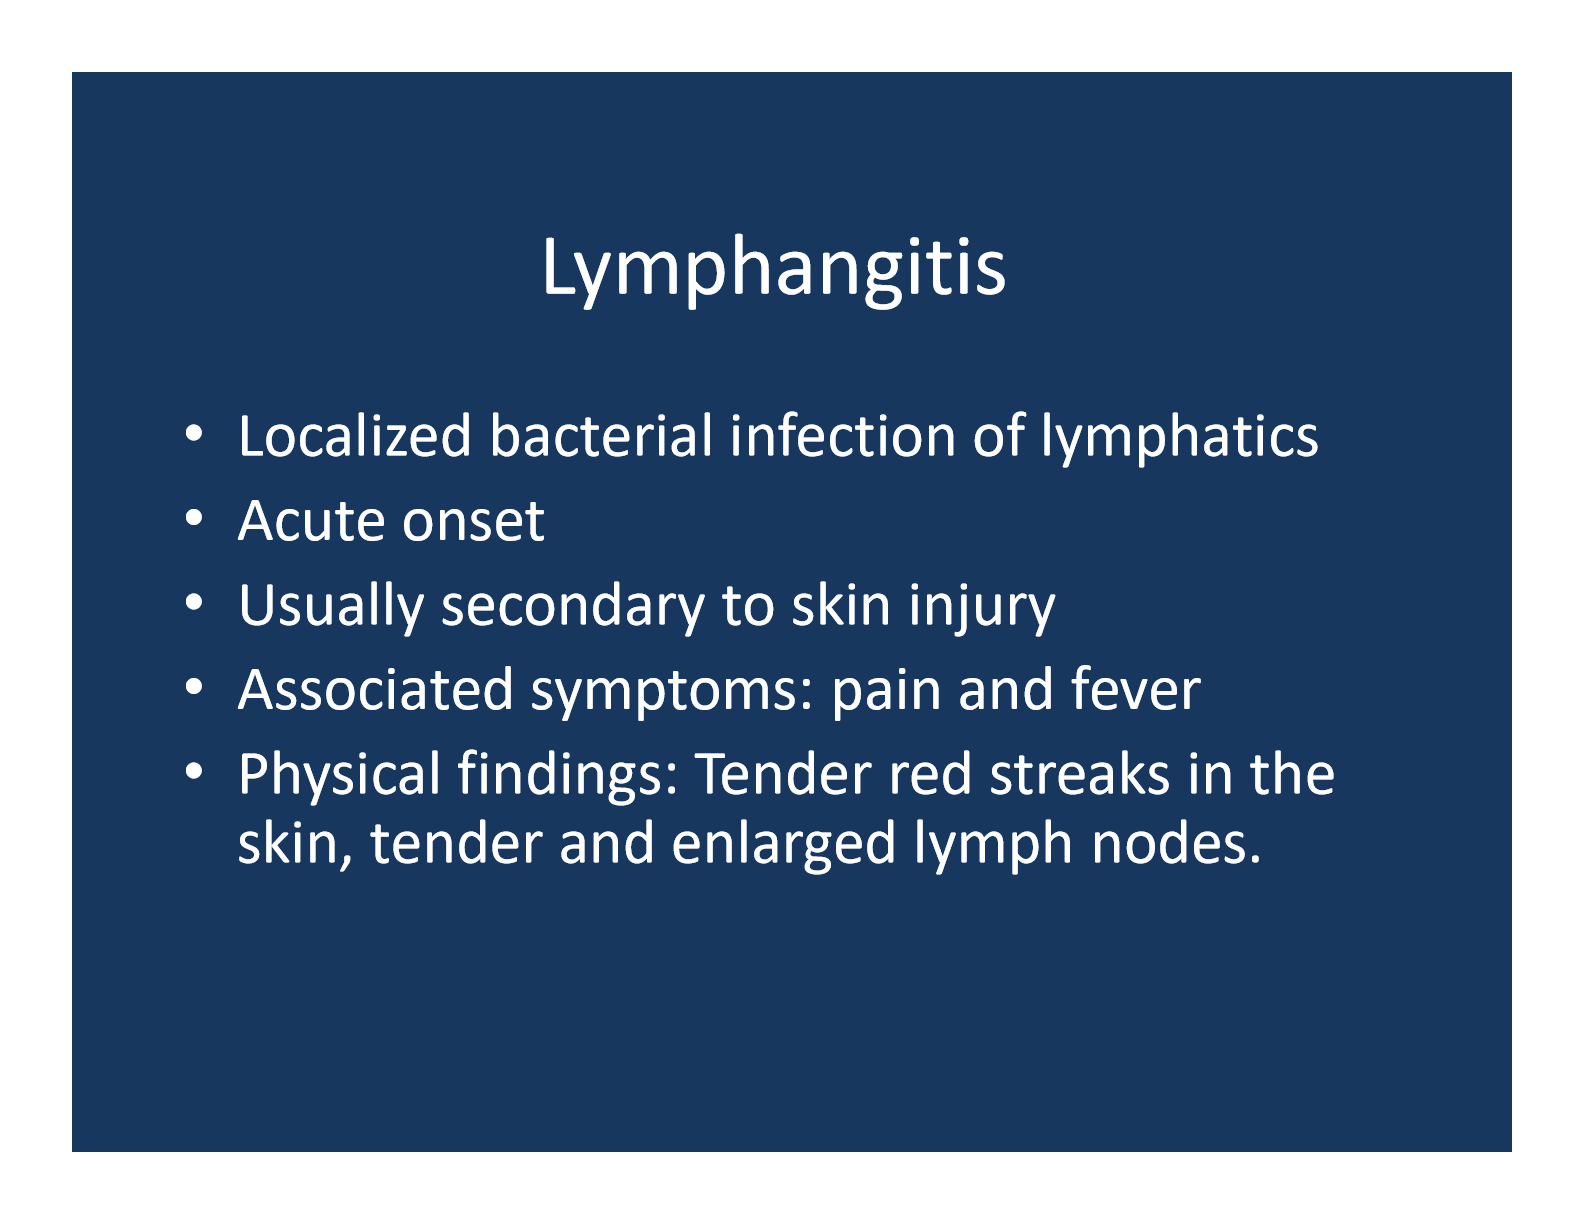 Lymphangitis
• Localized bacterial infection of lymphatics
• Acute onset
• Usually secondary to skin injury
• Associated symptoms: pain and fever
• Physical findings: Tender red streaks in the
skin, tender and enlarged lymph nodes.